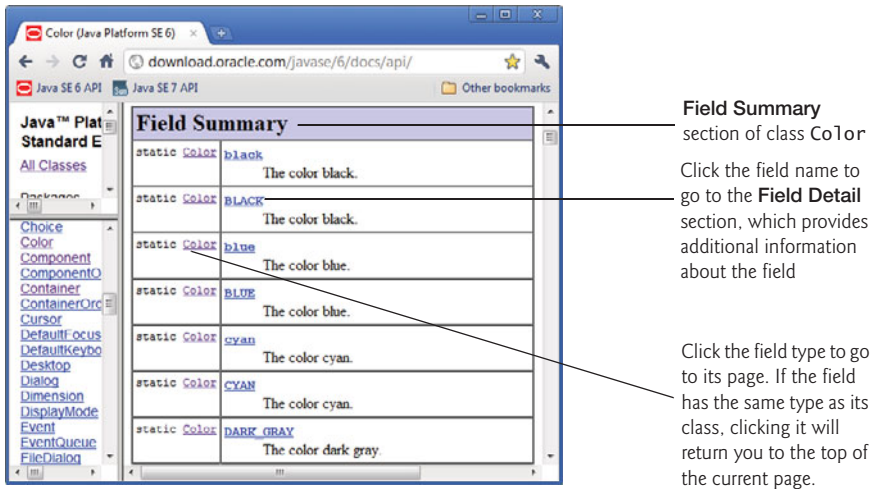 Color (Java Platform SE 6)
download.oracle.com/javase/6/docs/api/
Java SE 6 API
Java SE 7 API
Other bookmarks
Java™ Plat
Standard E
All Classes
Packages
Choice
Color
Component
ComponentO
Container
ContainerOrd
Cursor
DefaultFocus
DefaultKeybo
Desktop
Dialog
Dimension
DisplayMode
Event
EventQueue
FileDialog
Field Summary
static Color black
The color black.
static Color BLACK
The color black.
static Color blue
The color blue.
static Color BLUE
The color blue.
static Color cyan
The color cyan.
static Color CYAN
The color cyan.
static Color DARK_GRAY
The color dark gray.
Field Summary
section of class Color
Click the field name to
go to the Field Detail
section, which provides
additional information
about the field
Click the field type to go
to its page. If the field
has the same type as its
class, clicking it will
return you to the top of
the current page.